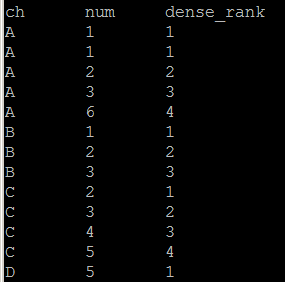 ch num dense_rank
A 1 1
A 1 1
A 2 2
A 3 3
A 6 4
B 1 1
B 2 2
B 3 3
C 2 1
C 3 2
C 4 3
C 5 4
D 5 1